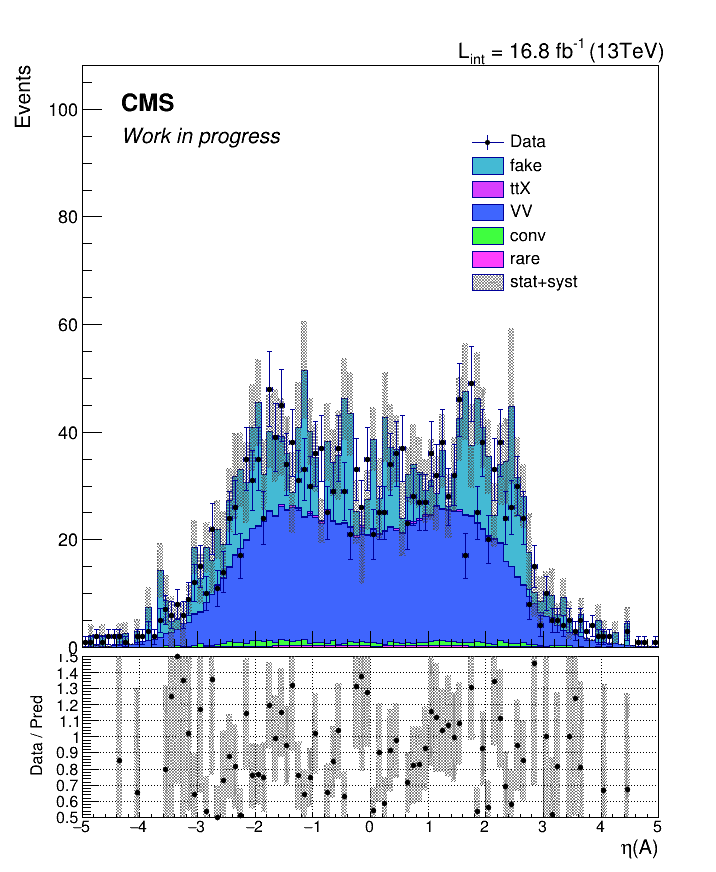 L_int = 16.8 fb^-1 (13TeV)
Events
CMS
Work in progress
Data
fake
ttX
VV
conv
rare
stat+syst
100
80
60
40
20
0
Data / Pred
1.5
1.4
1.3
1.2
1.1
1
0.9
0.8
0.7
0.6
0.5
−5 −4 −3 −2 −1 0 1 2 3 4 5
η(A)